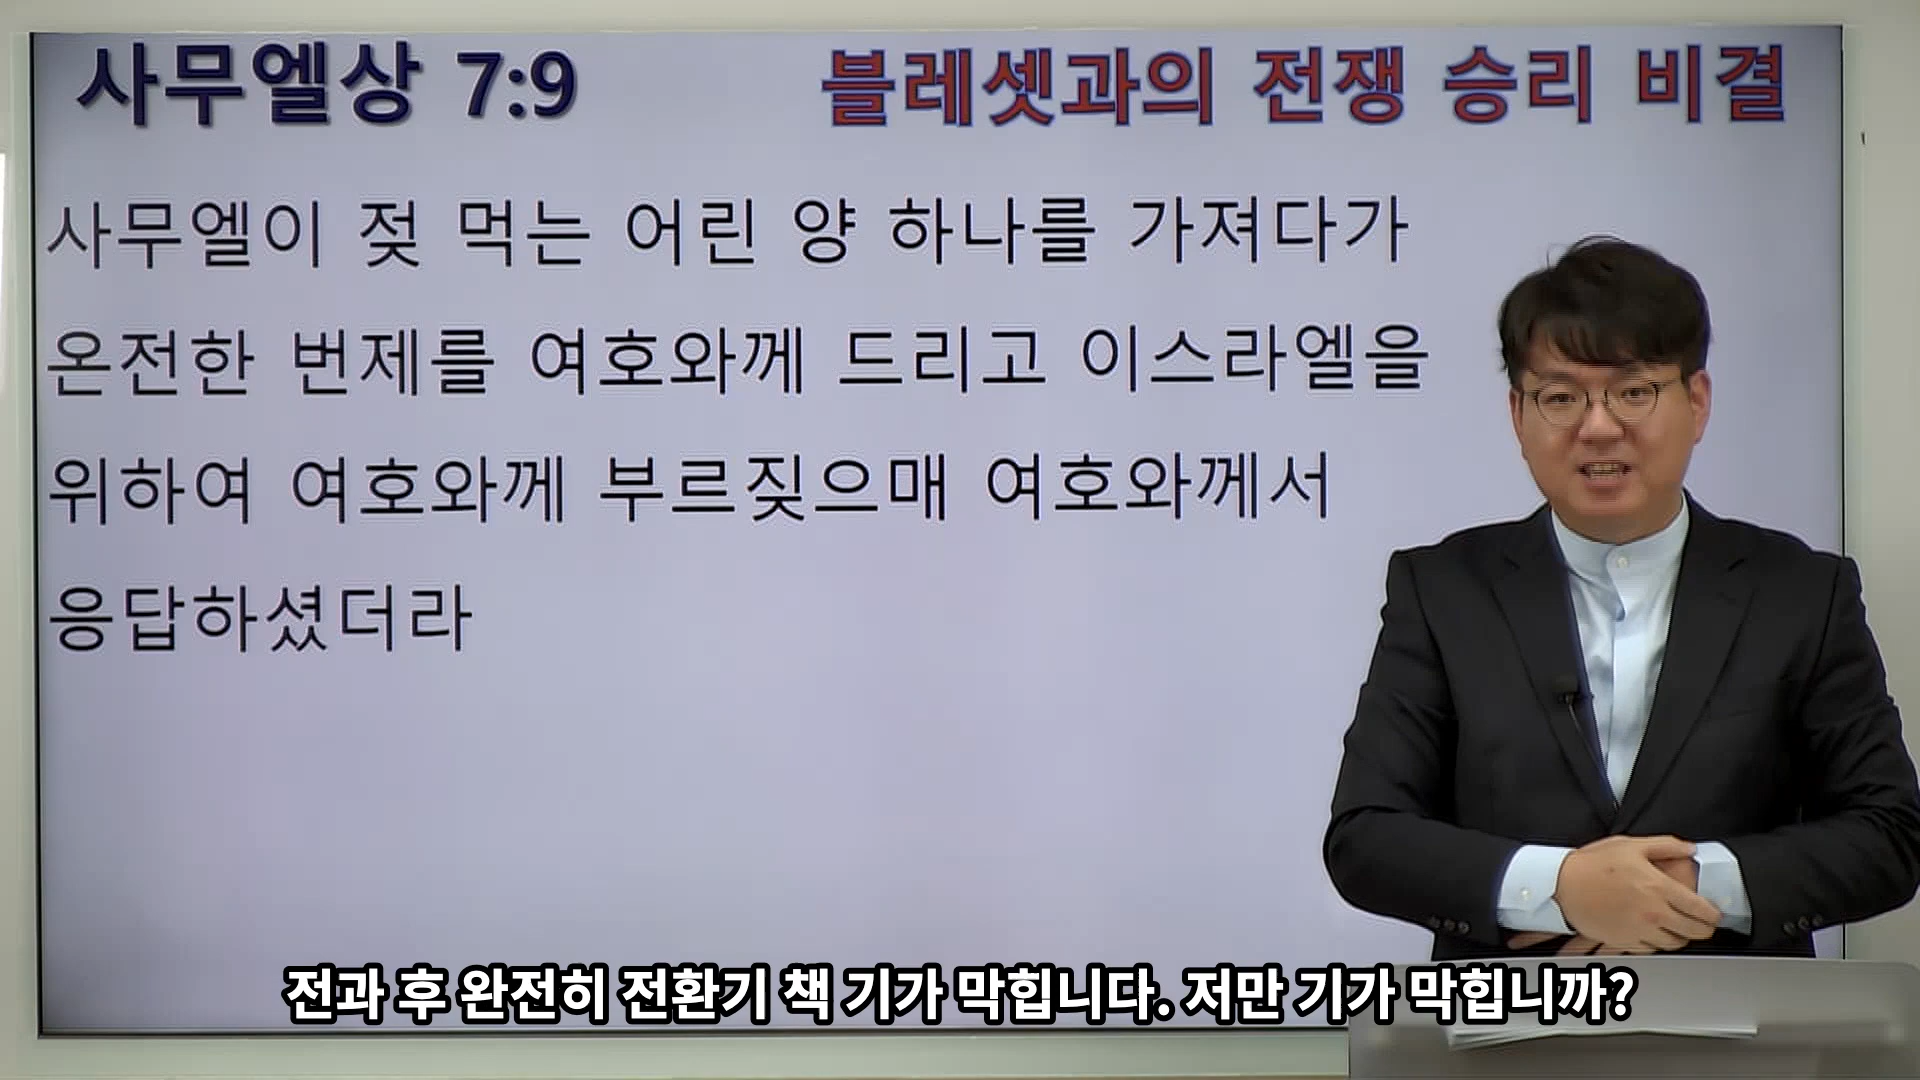 사무엘상 7:9
블레셋과의 전쟁 승리 비결
사무엘이 젖 먹는 어린 양 하나를 가져다가
온전한 번제를 여호와께 드리고 이스라엘을
위하여 여호와께 부르짖으매 여호와께서
응답하셨더라
전과 후 완전히 전환기 책 기가 막힙니다. 저만 기가 막힙니까?